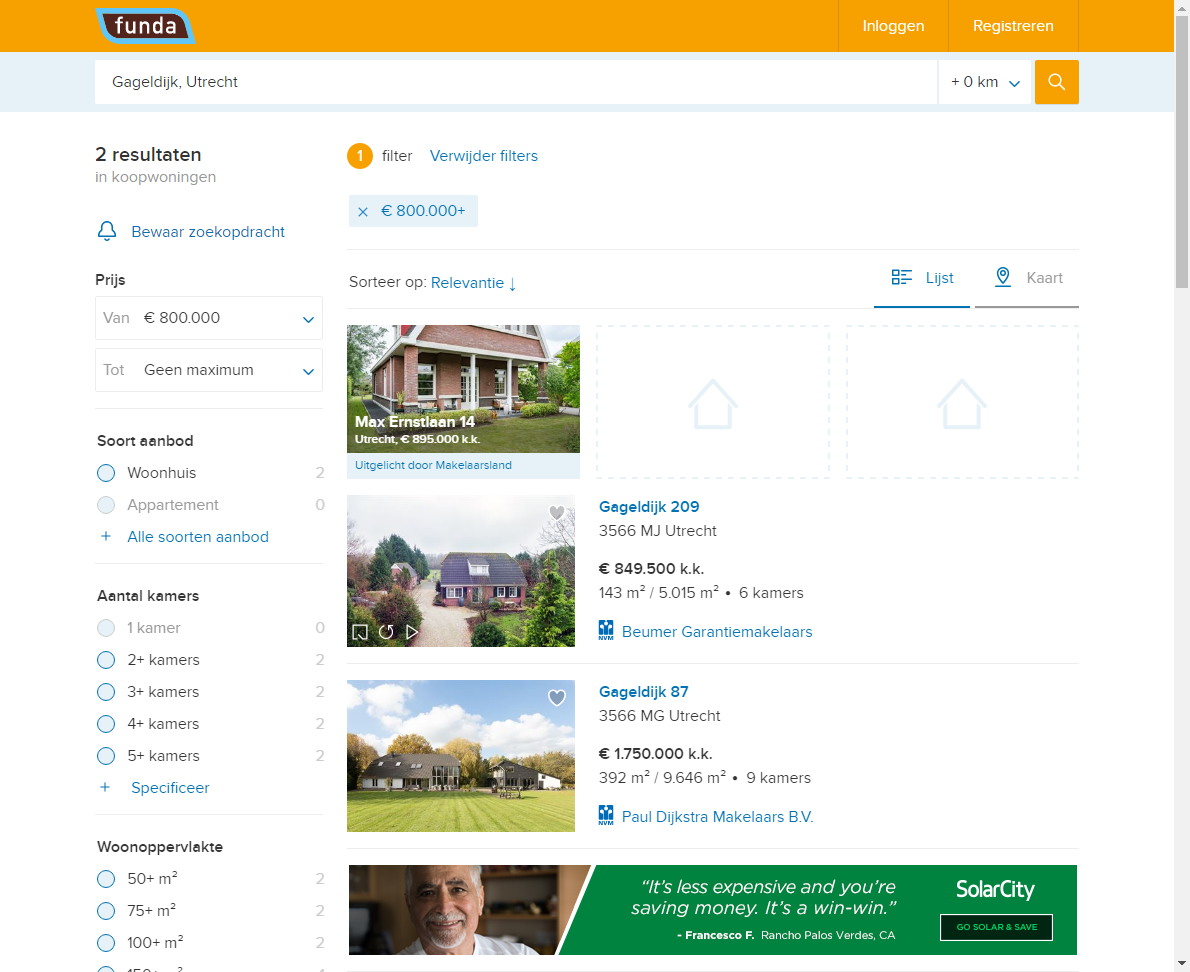 funda
Inloggen
Registreren
Gageldijk, Utrecht
+ 0 km
2 resultaten
in koopwoningen
Bewaar zoekopdracht
Prijs
Van € 800.000
Tot Geen maximum
Soort aanbod
Woonhuis 2
Appartement 0
+ Alle soorten aanbod
Aantal kamers
1 kamer 0
2+ kamers 2
3+ kamers 2
4+ kamers 2
5+ kamers 2
+ Specificeer
Woonoppervlakte
50+ m² 2
75+ m² 2
100+ m² 2
1 filter Verwijder filters
× € 800.000+
Sorteer op: Relevantie ↓
Lijst
Kaart
Max Ernstlaan 14
Utrecht, € 895.000 k.k.
Uitgelicht door Makelaarsland
Gageldijk 209
3566 MJ Utrecht
€ 849.500 k.k.
143 m² / 5.015 m² • 6 kamers
NVM Beumer Garantiemakelaars
Gageldijk 87
3566 MG Utrecht
€ 1.750.000 k.k.
392 m² / 9.646 m² • 9 kamers
NVM Paul Dijkstra Makelaars B.V.
“It’s less expensive and you’re
saving money. It’s a win-win.”
- Francesco F. Rancho Palos Verdes, CA
SolarCity
GO SOLAR & SAVE